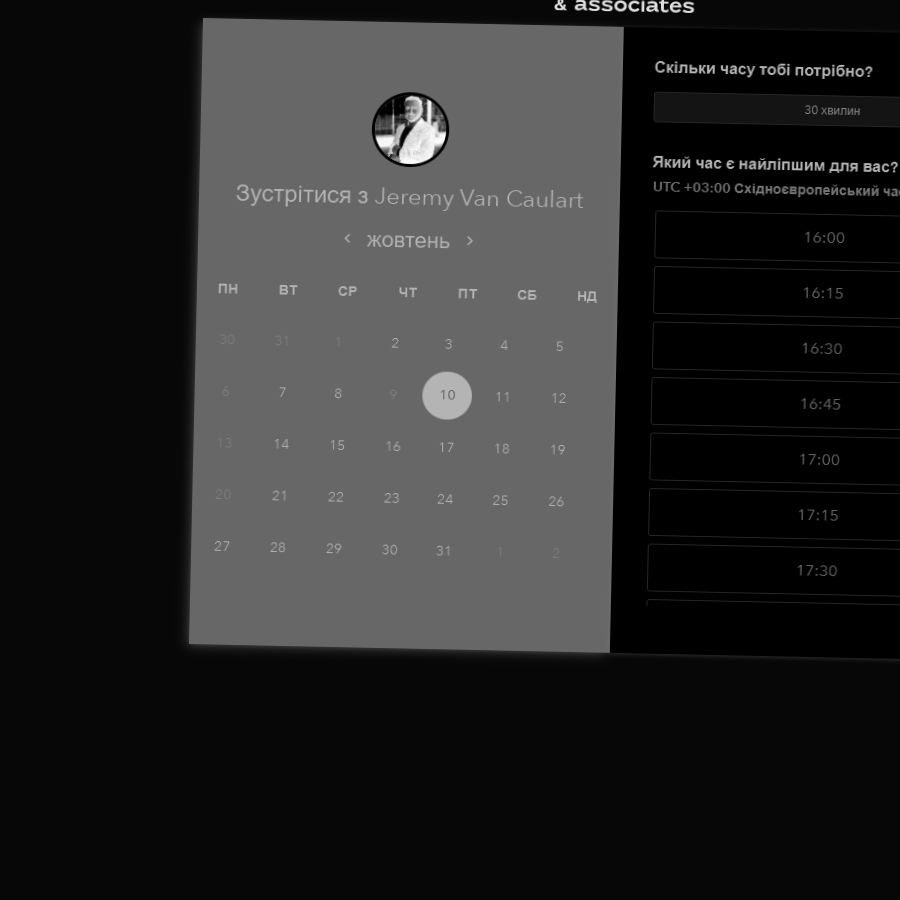 & associates
Зустрітися з Jeremy Van Caulart
‹ жовтень ›
ПН ВТ СР ЧТ ПТ СБ НД
30 31 1 2 3 4 5
6 7 8 9 10 11 12
13 14 15 16 17 18 19
20 21 22 23 24 25 26
27 28 29 30 31 1 2
Скільки часу тобі потрібно?
30 хвилин
Який час є найліпшим для вас?
UTC +03:00 Східноєвропейський
16:00
16:15
16:30
16:45
17:00
17:15
17:30